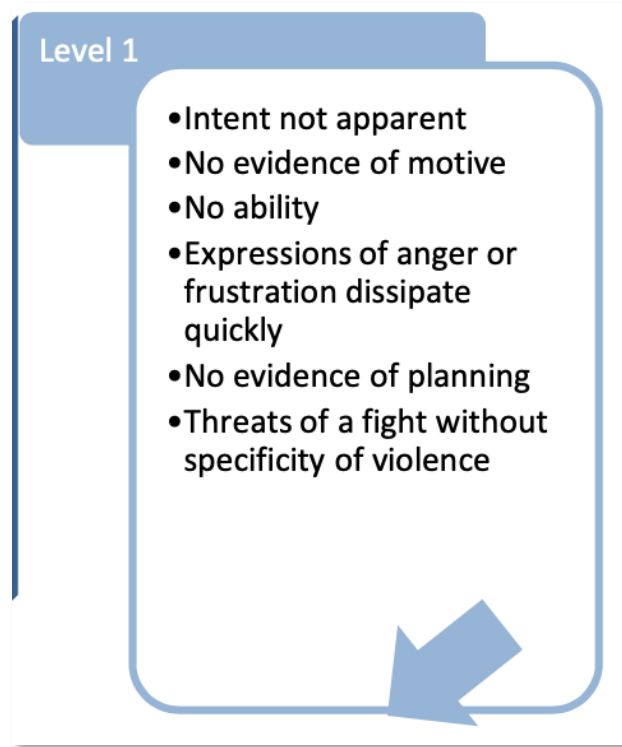 Level 1
•Intent not apparent
•No evidence of motive
•No ability
•Expressions of anger or
frustration dissipate
quickly
•No evidence of planning
•Threats of a fight without
specificity of violence